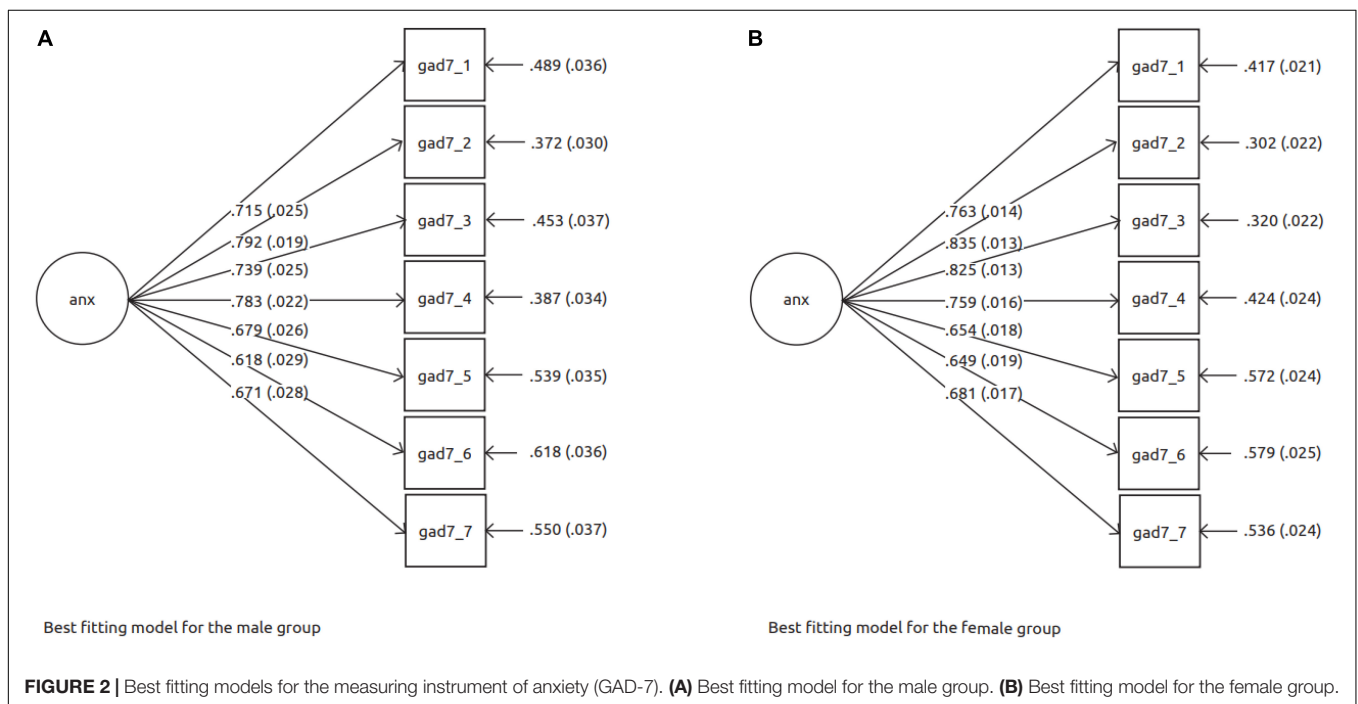 A
gad7_1 .489 (.036)
gad7_2 .372 (.030)
gad7_3 .453 (.037)
gad7_4 .387 (.034)
gad7_5 .539 (.035)
gad7_6 .618 (.036)
gad7_7 .550 (.037)
anx
.715 (.025)
.792 (.019)
.739 (.025)
.783 (.022)
.679 (.026)
.618 (.029)
.671 (.028)
Best fitting model for the male group
B
gad7_1 .417 (.021)
gad7_2 .302 (.022)
gad7_3 .320 (.022)
gad7_4 .424 (.024)
gad7_5 .572 (.024)
gad7_6 .579 (.025)
gad7_7 .536 (.024)
anx
.763 (.014)
.835 (.013)
.825 (.013)
.759 (.016)
.654 (.018)
.649 (.019)
.681 (.017)
Best fitting model for the female group
FIGURE 2 | Best fitting models for the measuring instrument of anxiety (GAD-7). (A) Best fitting model for the male group. (B) Best fitting model for the female group.